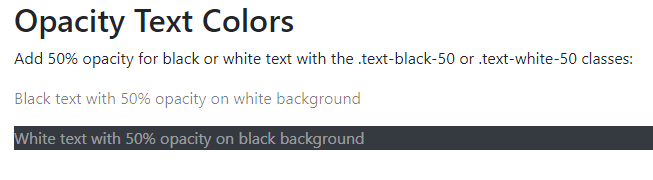 Opacity Text Colors
Add 50% opacity for black or white text with the .text-black-50 or .text-white-50 classes:
Black text with 50% opacity on white background
White text with 50% opacity on black background